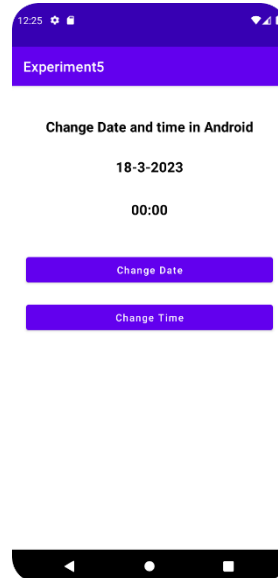 12:25
Experiment5
Change Date and time in Android
18-3-2023
00:00
Change Date
Change Time